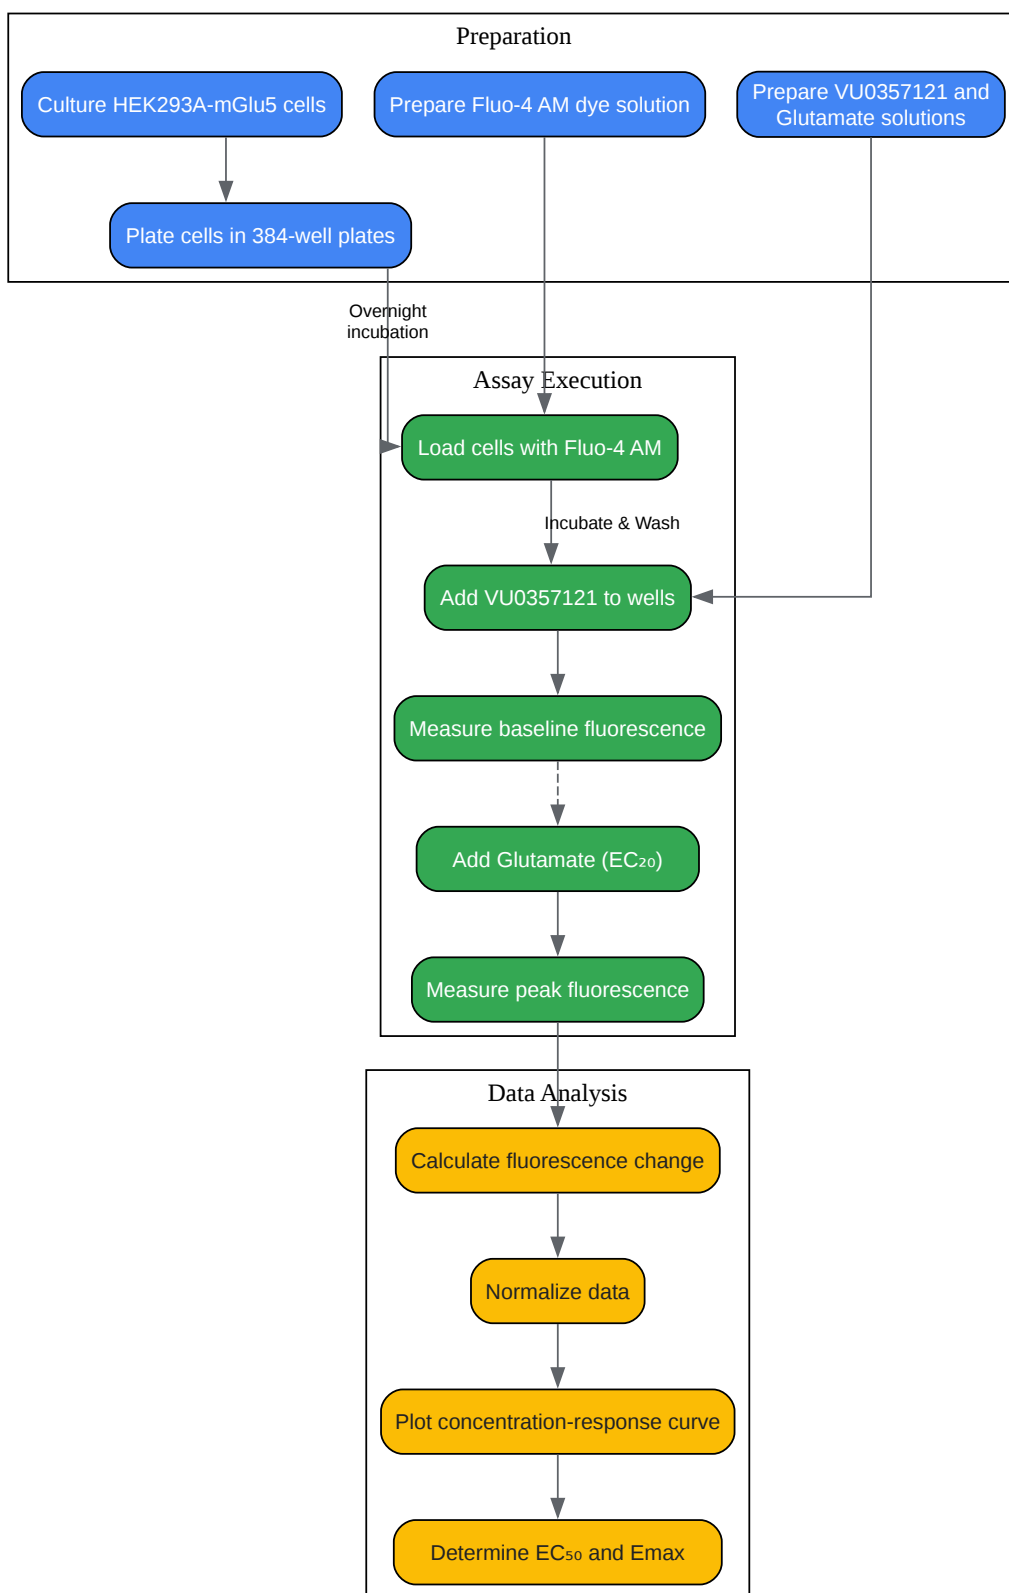 Preparation
Culture HEK293A-mGlu5 cells
Prepare Fluo-4 AM dye solution
Prepare VU0357121 and
Glutamate solutions
Plate cells in 384-well plates
Overnight
incubation
Assay Execution
Load cells with Fluo-4 AM
Incubate & Wash
Add VU0357121 to wells
Measure baseline fluorescence
Add Glutamate (EC₂₀)
Measure peak fluorescence
Data Analysis
Calculate fluorescence change
Normalize data
Plot concentration-response curve
Determine EC₅₀ and Emax